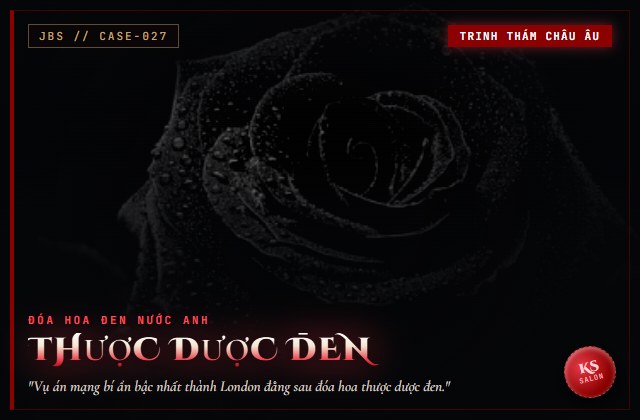 JBS // CASE-027
TRINH THÁM CHÂU ÂU
ĐÓA HOA ĐEN NƯỚC ANH
THƯỢC DƯỢC ĐEN
"Vụ án mạng bí ẩn bậc nhất thành London đằng sau đóa hoa thược dược đen."
KS
SALON